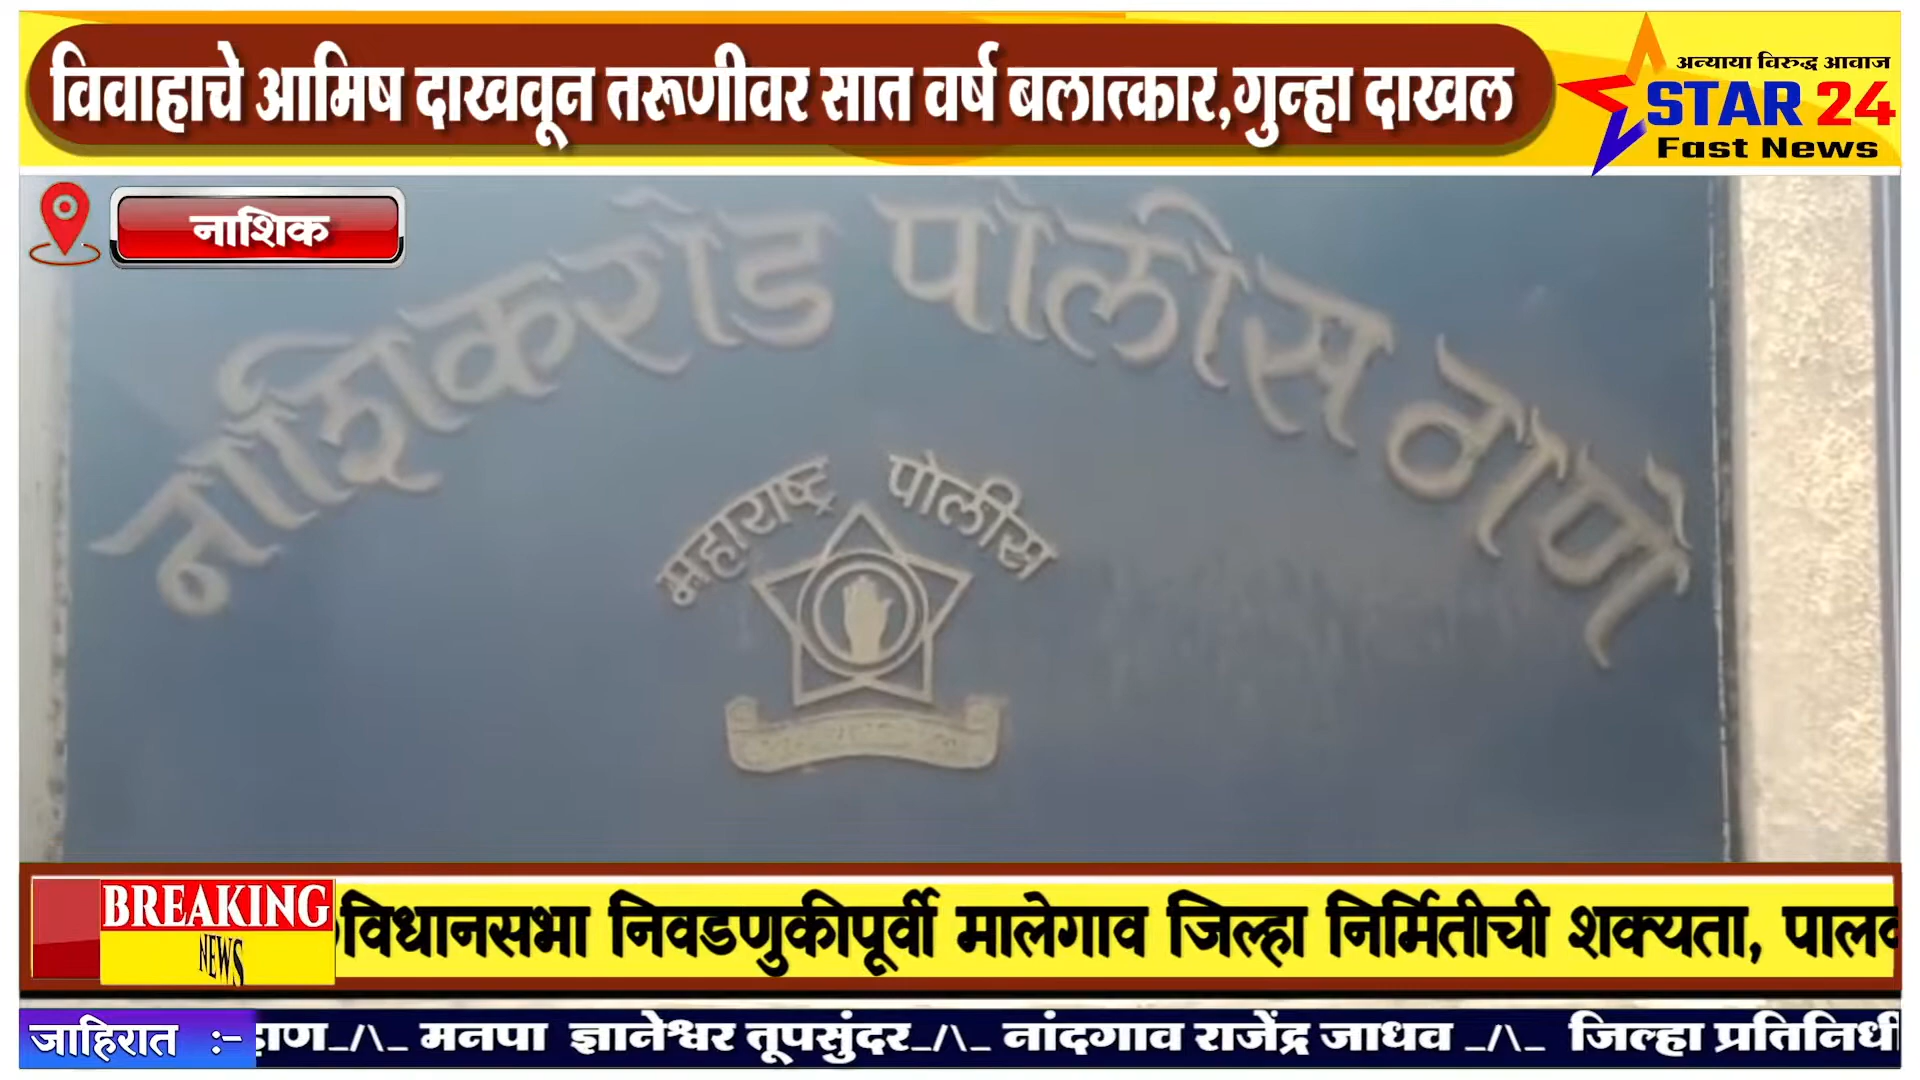 विवाहाचे आमिष दाखवून तरूणीवर सात वर्ष बलात्कार,गुन्हा दाखल
अन्याया विरुद्ध आवाज
STAR 24
Fast News
नाशिक
नाशिकरोड पोलीस ठाणे
महाराष्ट्र पोलीस
BREAKING
NEWS
विधानसभा निवडणुकीपूर्वी मालेगाव जिल्हा निर्मितीची शक्यता,
जाहिरात :- _/\_ मनपा ज्ञानेश्वर तूपसुंदर_/\_ नांदगाव राजेंद्र जाधव _/\_ जिल्हा प्रतिनिधी